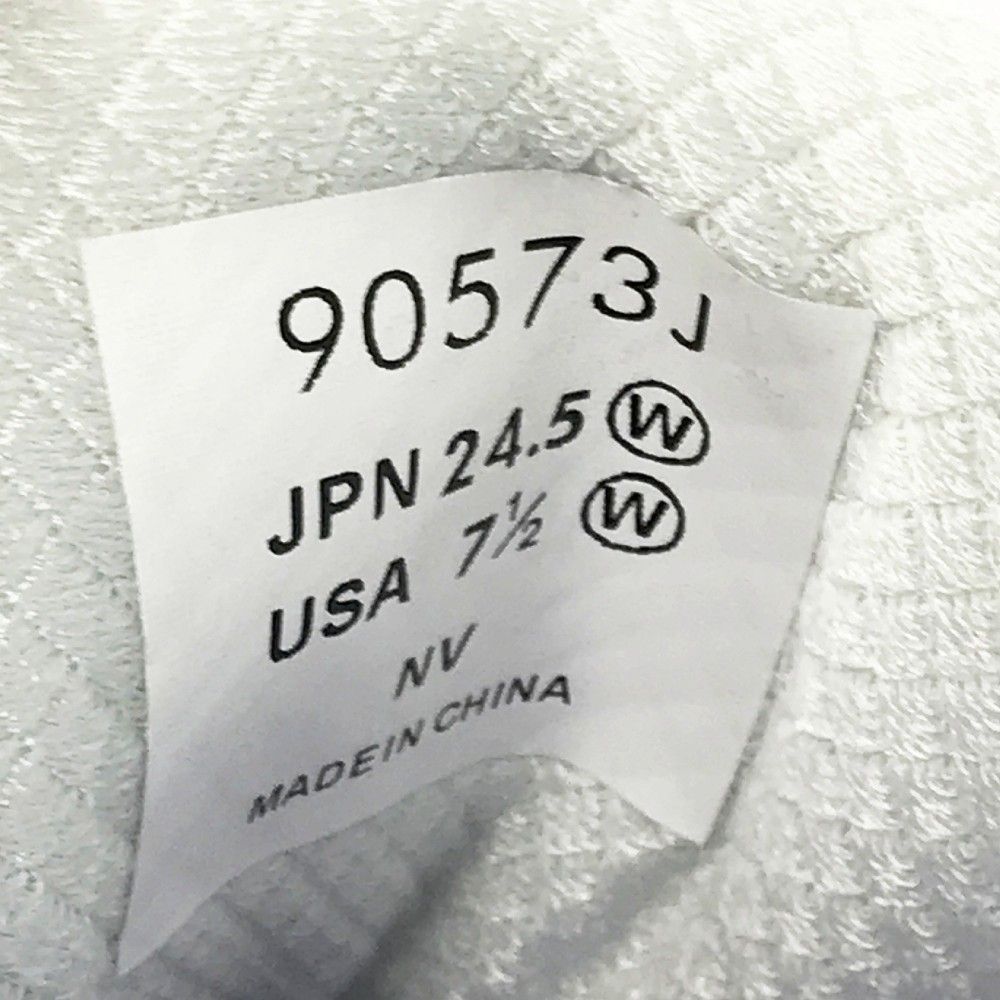 90573J
JPN 24.5 Ⓦ
USA 7½ Ⓦ
NV
MADE IN CHINA